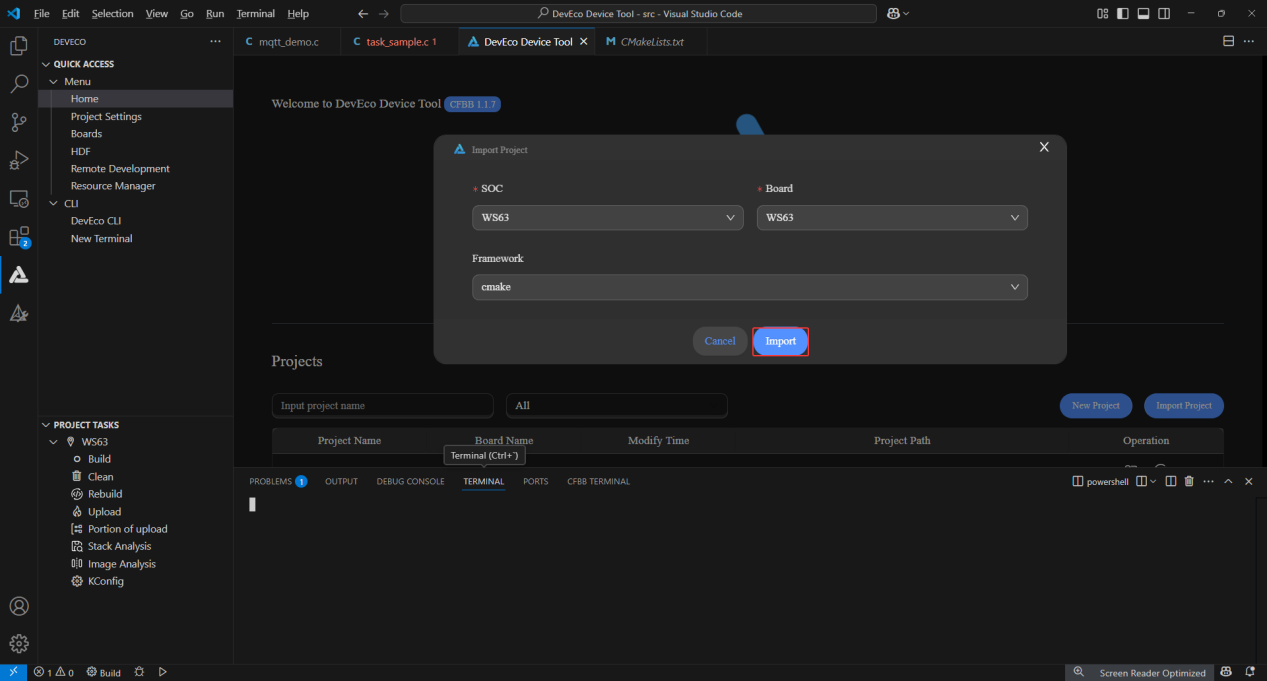 File Edit Selection View Go Run Terminal Help
DevEco Device Tool - src - Visual Studio Code
DEVECO
QUICK ACCESS
Menu
Home
Project Settings
Boards
HDF
Remote Development
Resource Manager
CLI
DevEco CLI
New Terminal
PROJECT TASKS
WS63
Build
Clean
Rebuild
Upload
Portion of upload
Stack Analysis
Image Analysis
KConfig
2
C mqtt_demo.c
C task_sample.c 1
DevEco Device Tool
M CMakeLists.txt
Welcome to DevEco Device Tool CFBB 1.1.7
Import Project
X
* SOC
* Board
WS63
WS63
Framework
cmake
Cancel
Import
Projects
Input project name
All
New Project
Import Project
Project Name Board Name Modify Time Project Path Operation
Terminal (Ctrl+`)
PROBLEMS 1 OUTPUT DEBUG CONSOLE TERMINAL PORTS CFBB TERMINAL
powershell
1 0 Build
Screen Reader Optimized